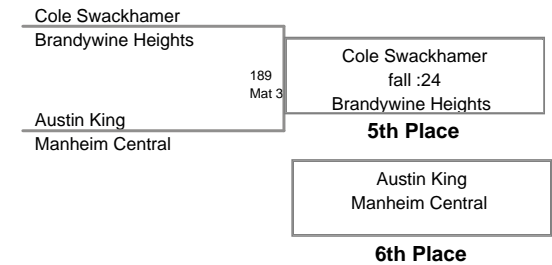 Cole Swackhamer
Brandywine Heights
189
Mat 3
Austin King
Manheim Central
Cole Swackhamer
fall :24
Brandywine Heights
5th Place
Austin King
Manheim Central
6th Place